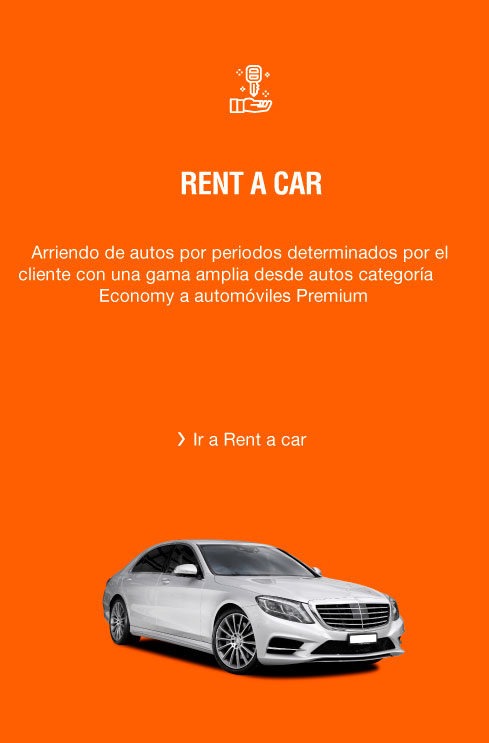 RENT A CAR
Arriendo de autos por periodos determinados por el
cliente con una gama amplia desde autos categoría
Economy a automóviles Premium
❯ Ir a Rent a car